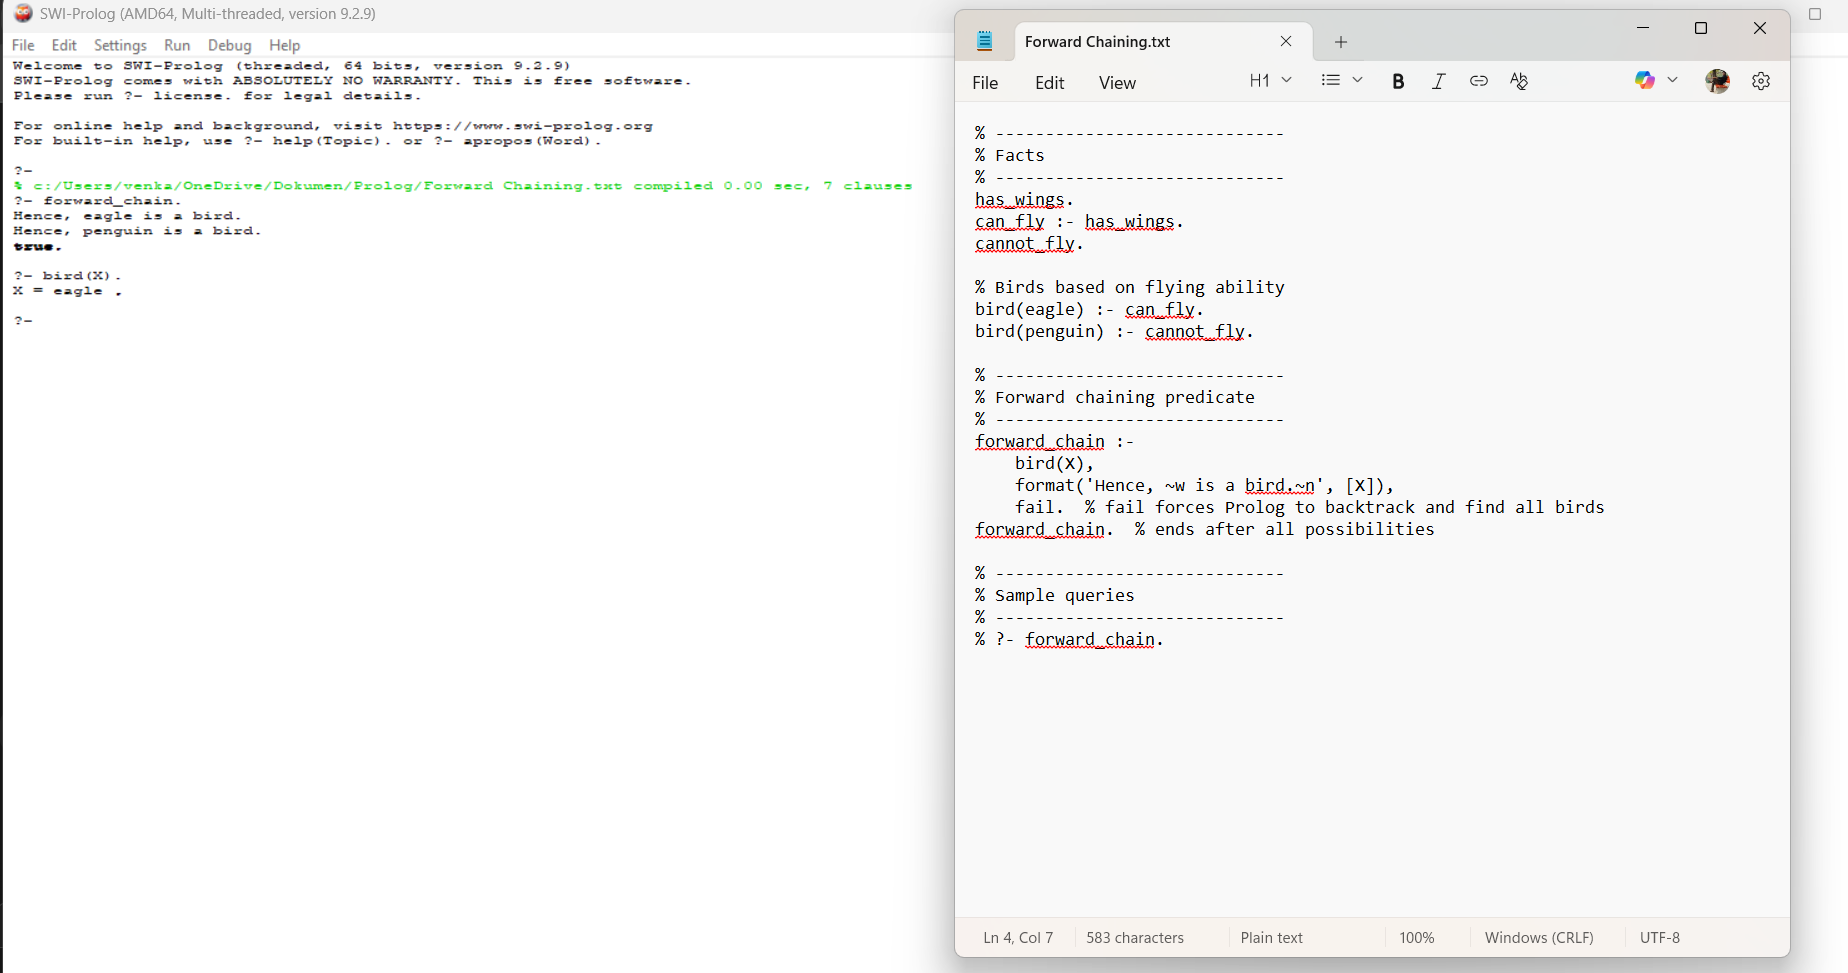 SWI-Prolog (AMD64, Multi-threaded, version 9.2.9)
File Edit Settings Run Debug Help
Welcome to SWI-Prolog (threaded, 64 bits, version 9.2.9)
SWI-Prolog comes with ABSOLUTELY NO WARRANTY. This is free software.
Please run ?- license. for legal details.
For online help and background, visit https://www.swi-prolog.org
For built-in help, use ?- help(Topic). or ?- apropos(Word).
?-
% c:/Users/venka/OneDrive/Dokumen/Prolog/Forward Chaining.txt compiled 0.00 sec, 7 clauses
?- forward_chain.
Hence, eagle is a bird.
Hence, penguin is a bird.
true.
?- bird(X).
X = eagle .
?-
Forward Chaining.txt
File Edit View H1 B I
% -----------------------------
% Facts
% -----------------------------
has_wings.
can_fly :- has_wings.
cannot_fly.
% Birds based on flying ability
bird(eagle) :- can_fly.
bird(penguin) :- cannot_fly.
% -----------------------------
% Forward chaining predicate
% -----------------------------
forward_chain :-
bird(X),
format('Hence, ~w is a bird.~n', [X]),
fail.  % fail forces Prolog to backtrack and find all birds
forward_chain.  % ends after all possibilities
% -----------------------------
% Sample queries
% -----------------------------
% ?- forward_chain.
Ln 4, Col 7 583 characters Plain text 100% Windows (CRLF) UTF-8